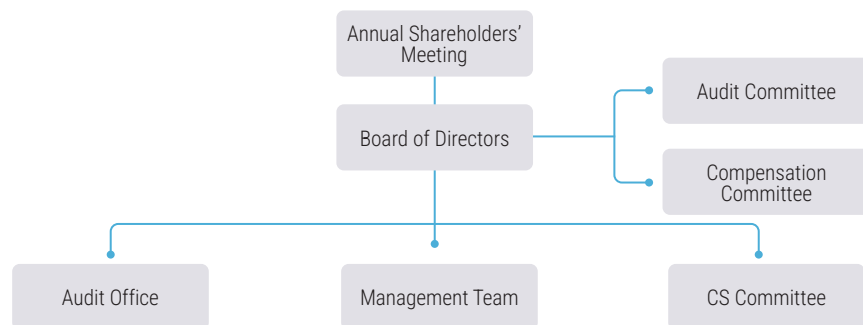 Annual Shareholders’
Meeting
Audit Committee
Board of Directors
Compensation
Committee
Audit Office
Management Team
CS Committee